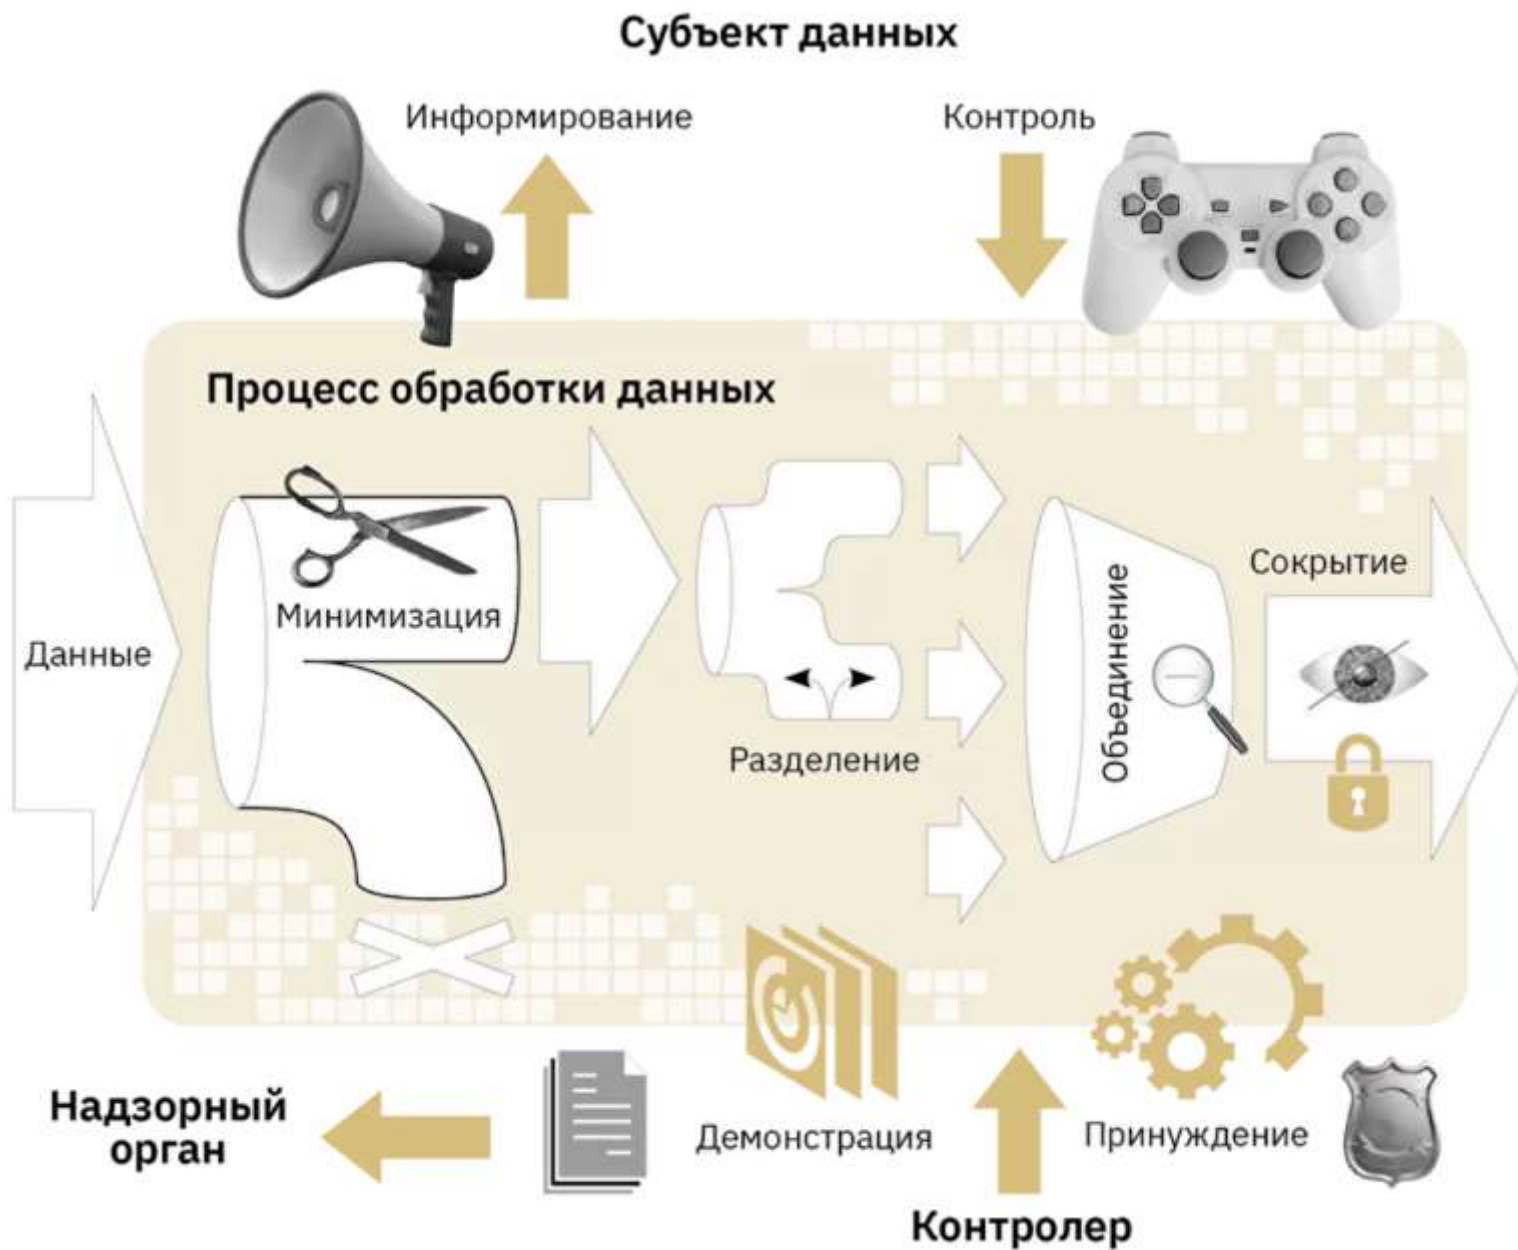 Субъект данных
Информирование
Контроль
Процесс обработки данных
Данные
Минимизация
Разделение
Объединение
Сокрытие
Надзорный
орган
Демонстрация
Принуждение
Контролер